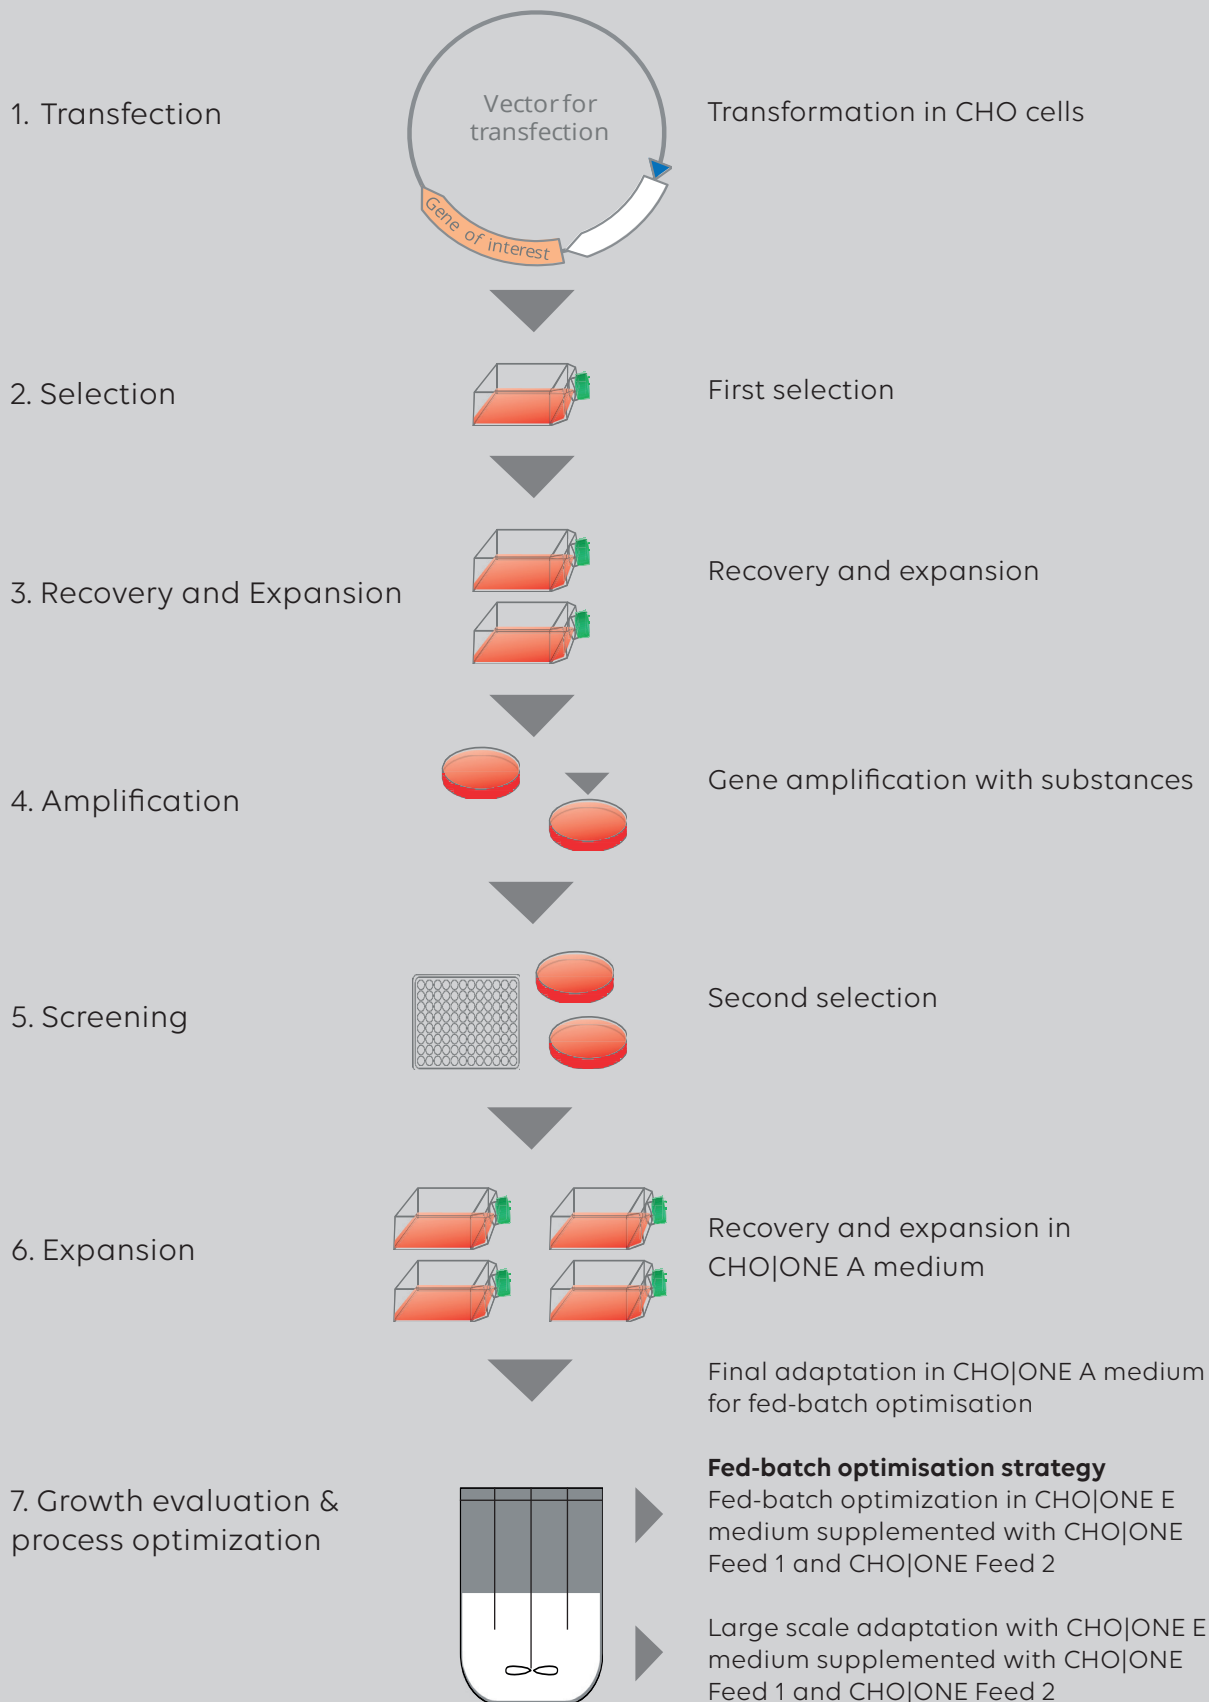 1. Transfection
Vector for
transfection
Gene of interest
Transformation in CHO cells
2. Selection
First selection
3. Recovery and Expansion
Recovery and expansion
4. Amplification
Gene amplification with substances
5. Screening
Second selection
6. Expansion
Recovery and expansion in
CHO|ONE A medium
Final adaptation in CHO|ONE A medium
for fed-batch optimisation
7. Growth evaluation &
process optimization
Fed-batch optimisation strategy
Fed-batch optimization in CHO|ONE E
medium supplemented with CHO|ONE
Feed 1 and CHO|ONE Feed 2
Large scale adaptation with CHO|ONE E
medium supplemented with CHO|ONE
Feed 1 and CHO|ONE Feed 2